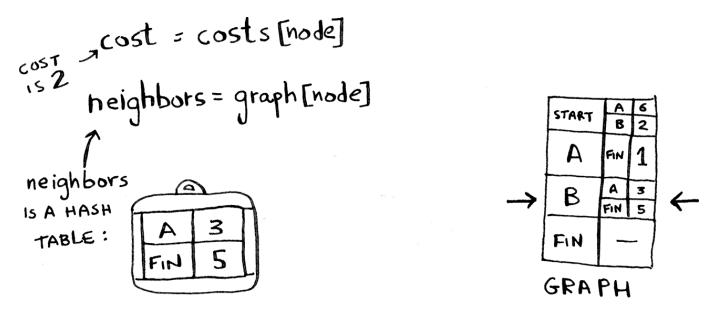 cost = costs[node]
COST
IS 2
neighbors = graph[node]
neighbors
IS A HASH
TABLE:
A 3
FIN 5
START A 6
B 2
A FIN 1
B A 3
FIN 5
FIN —
GRAPH